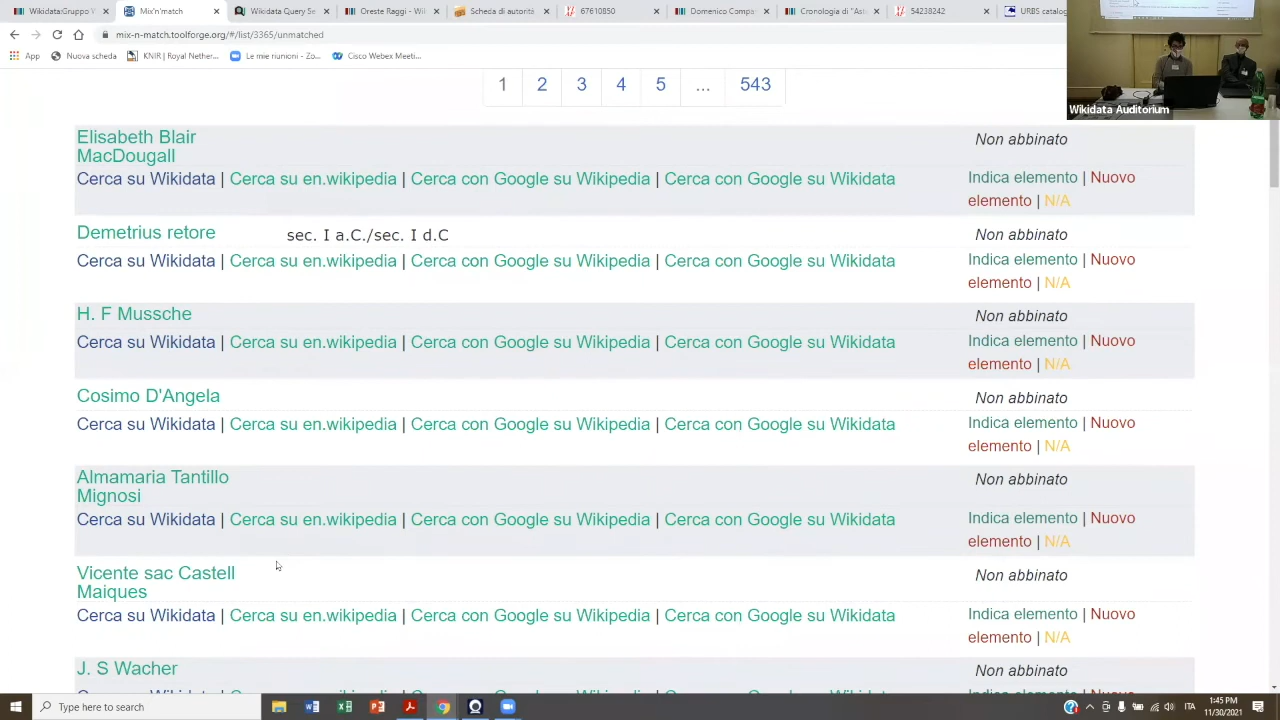 Wikidata:Gruppo V
Mix'n'match
Wikidata Query Se
Oreste Raggi - Wil
Scheda di autorità
67610850
Domenico Compa
Cronologia di "Ass
54238242
URBS catalog
mix-n-match.toolforge.org/#/list/3365/unmatched
App
Nuova scheda
KNIR | Royal Nether...
Le mie riunioni - Zo...
Cisco Webex Meeti...
Wikidata Auditorium
1 2 3 4 5 ... 543
Elisabeth Blair
MacDougall
Non abbinato
Cerca su Wikidata | Cerca su en.wikipedia | Cerca con Google su Wikipedia | Cerca con Google su Wikidata
Indica elemento | Nuovo
elemento | N/A
Demetrius retore
sec. I a.C./sec. I d.C
Non abbinato
Cerca su Wikidata | Cerca su en.wikipedia | Cerca con Google su Wikipedia | Cerca con Google su Wikidata
Indica elemento | Nuovo
elemento | N/A
H. F Mussche
Non abbinato
Cerca su Wikidata | Cerca su en.wikipedia | Cerca con Google su Wikipedia | Cerca con Google su Wikidata
Indica elemento | Nuovo
elemento | N/A
Cosimo D'Angela
Non abbinato
Cerca su Wikidata | Cerca su en.wikipedia | Cerca con Google su Wikipedia | Cerca con Google su Wikidata
Indica elemento | Nuovo
elemento | N/A
Almamaria Tantillo
Mignosi
Non abbinato
Cerca su Wikidata | Cerca su en.wikipedia | Cerca con Google su Wikipedia | Cerca con Google su Wikidata
Indica elemento | Nuovo
elemento | N/A
Vicente sac Castell
Maiques
Non abbinato
Cerca su Wikidata | Cerca su en.wikipedia | Cerca con Google su Wikipedia | Cerca con Google su Wikidata
Indica elemento | Nuovo
elemento | N/A
J. S Wacher
Non abbinato
Type here to search
ITA
1:45 PM
11/30/2021